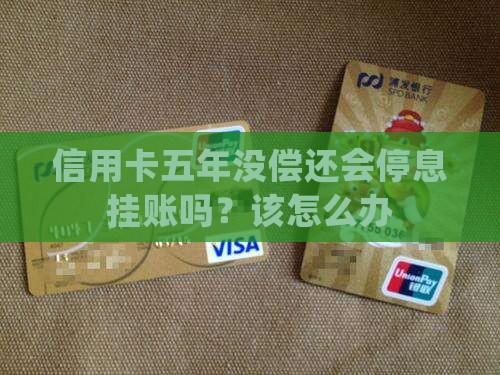 浦发银行
SPD BANK
信用卡五年没偿还会停息
挂账吗？该怎么办
VISA
UnionPay
银联